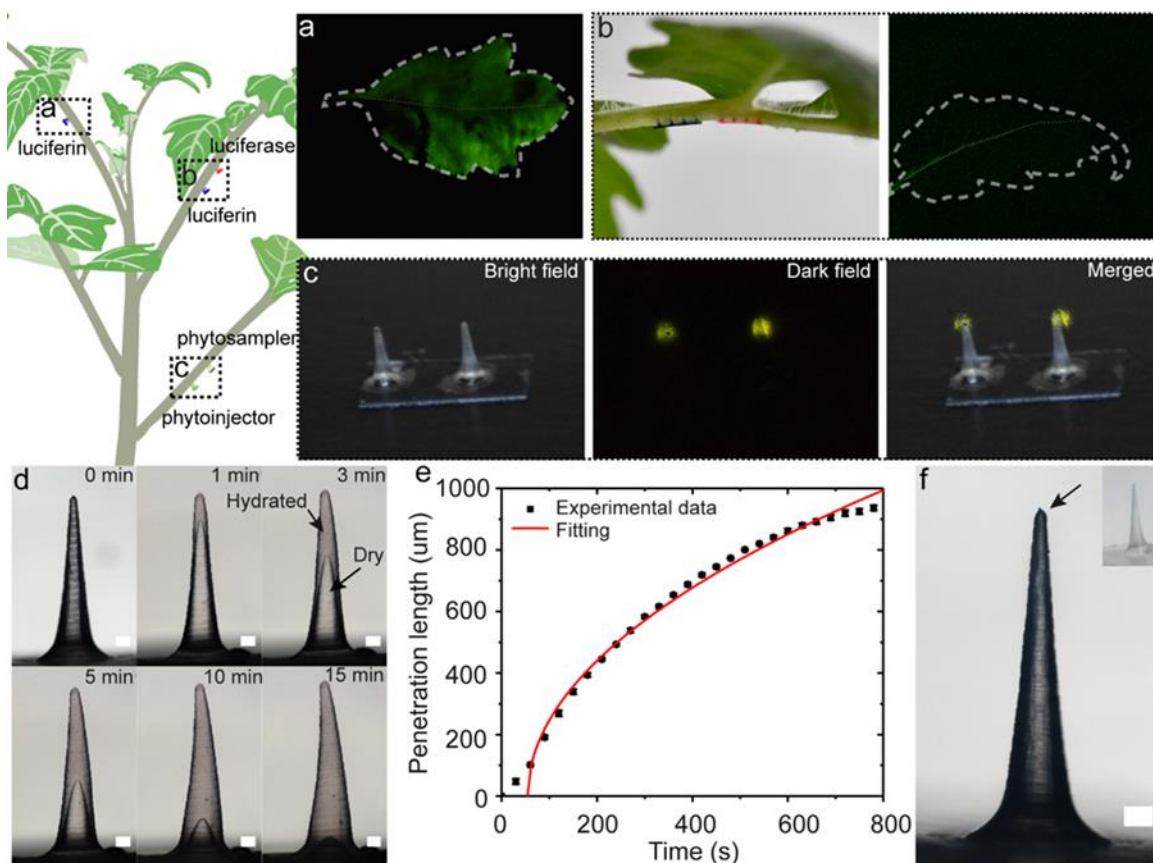 a
luciferin
luciferase
b
luciferin
phytosampler
c
phytoinjector
a
b
c
Bright field
Dark field
Merged
d
0 min
1 min
3 min
Hydrated
Dry
5 min
10 min
15 min
e
Penetration length (um)
1000
800
600
400
200
0
Experimental data
Fitting
0
200
400
600
800
Time (s)
f